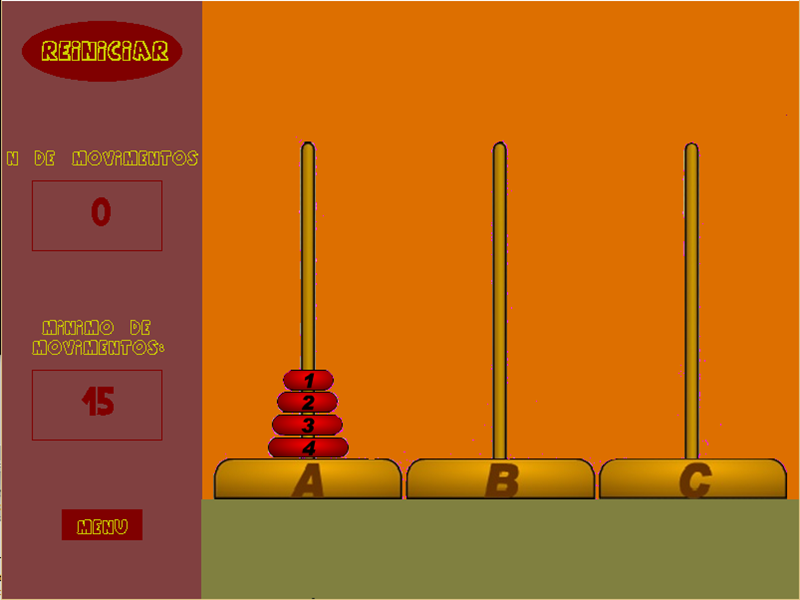 REINICIAR
N DE MOVIMENTOS
0
MINIMO DE
MOVIMENTOS:
15
MENU
1
2
3
4
A B C